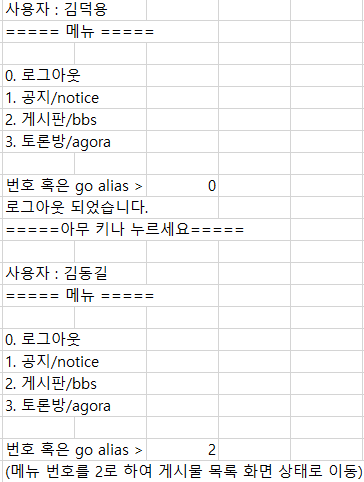 사용자 : 김덕용
===== 메뉴 =====
0. 로그아웃
1. 공지/notice
2. 게시판/bbs
3. 토론방/agora
번호 혹은 go alias > 0
로그아웃 되었습니다.
=====아무 키나 누르세요=====
사용자 : 김동길
===== 메뉴 =====
0. 로그아웃
1. 공지/notice
2. 게시판/bbs
3. 토론방/agora
번호 혹은 go alias > 2
(메뉴 번호를 2로 하여 게시물 목록 화면 상태로 이동)